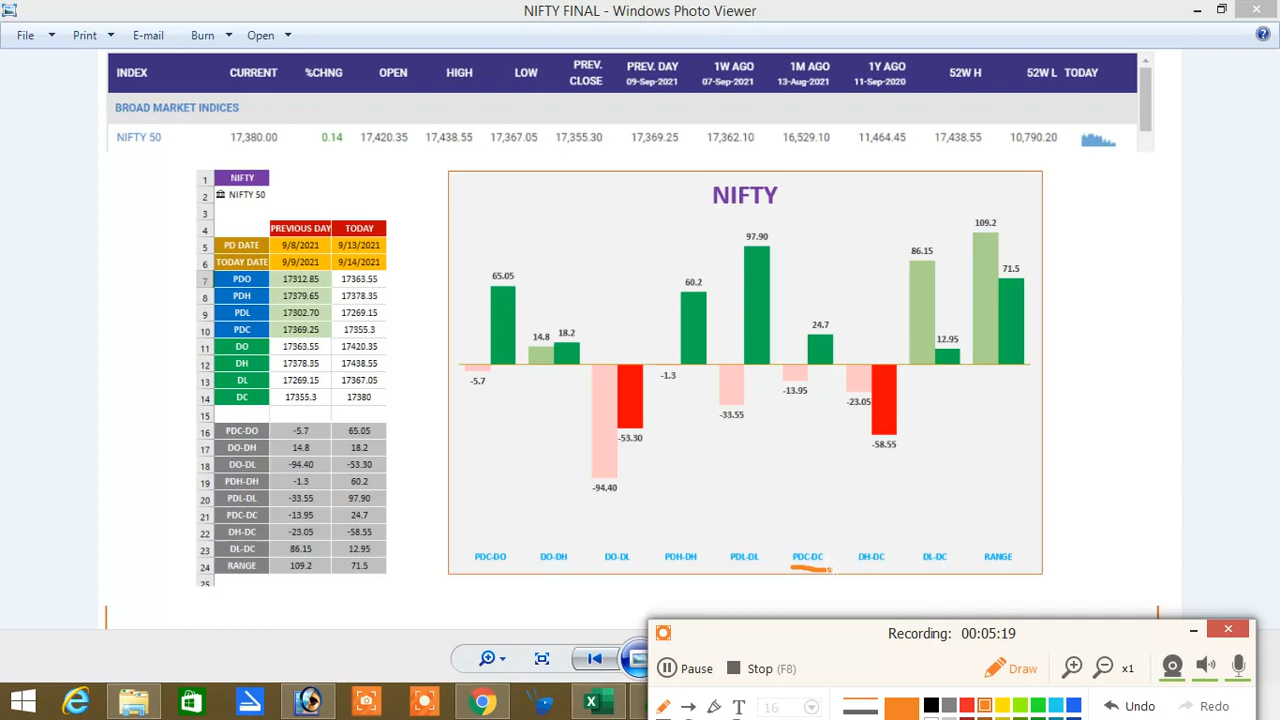 NIFTY FINAL - Windows Photo Viewer
File Print E-mail Burn Open
INDEX CURRENT %CHNG OPEN HIGH LOW PREV. CLOSE PREV. DAY 09-Sep-2021 1W AGO 07-Sep-2021 1M AGO 13-Aug-2021 1Y AGO 11-Sep-2020 52W H 52W L TODAY
BROAD MARKET INDICES
NIFTY 50 17,380.00 0.14 17,420.35 17,438.55 17,367.05 17,355.30 17,369.25 17,362.10 16,529.10 11,464.45 17,438.55 10,790.20
1 NIFTY
2 NIFTY 50
3
4 PREVIOUS DAY TODAY
5 PD DATE 9/8/2021 9/13/2021
6 TODAY DATE 9/9/2021 9/14/2021
7 PDO 17312.85 17363.55
8 PDH 17379.65 17378.35
9 PDL 17302.70 17269.15
10 PDC 17369.25 17355.3
11 DO 17363.55 17420.35
12 DH 17378.35 17438.55
13 DL 17269.15 17367.05
14 DC 17355.3 17380
15
16 PDC-DO -5.7 65.05
17 DO-DH 14.8 18.2
18 DO-DL -94.40 -53.30
19 PDH-DH -1.3 60.2
20 PDL-DL -33.55 97.90
21 PDC-DC -13.95 24.7
22 DH-DC -23.05 -58.55
23 DL-DC 86.15 12.95
24 RANGE 109.2 71.5
25
NIFTY
109.2
97.90
86.15
65.05 71.5
60.2
14.8 18.2 24.7 12.95
-5.7 -1.3
-13.95
-33.55 -23.05
-53.30 -58.55
-94.40
PDC-DO DO-DH DO-DL PDH-DH PDL-DL PDC-DC DH-DC DL-DC RANGE
Recording: 00:05:19
Pause Stop (F8) Draw x1
T 16 Undo Redo